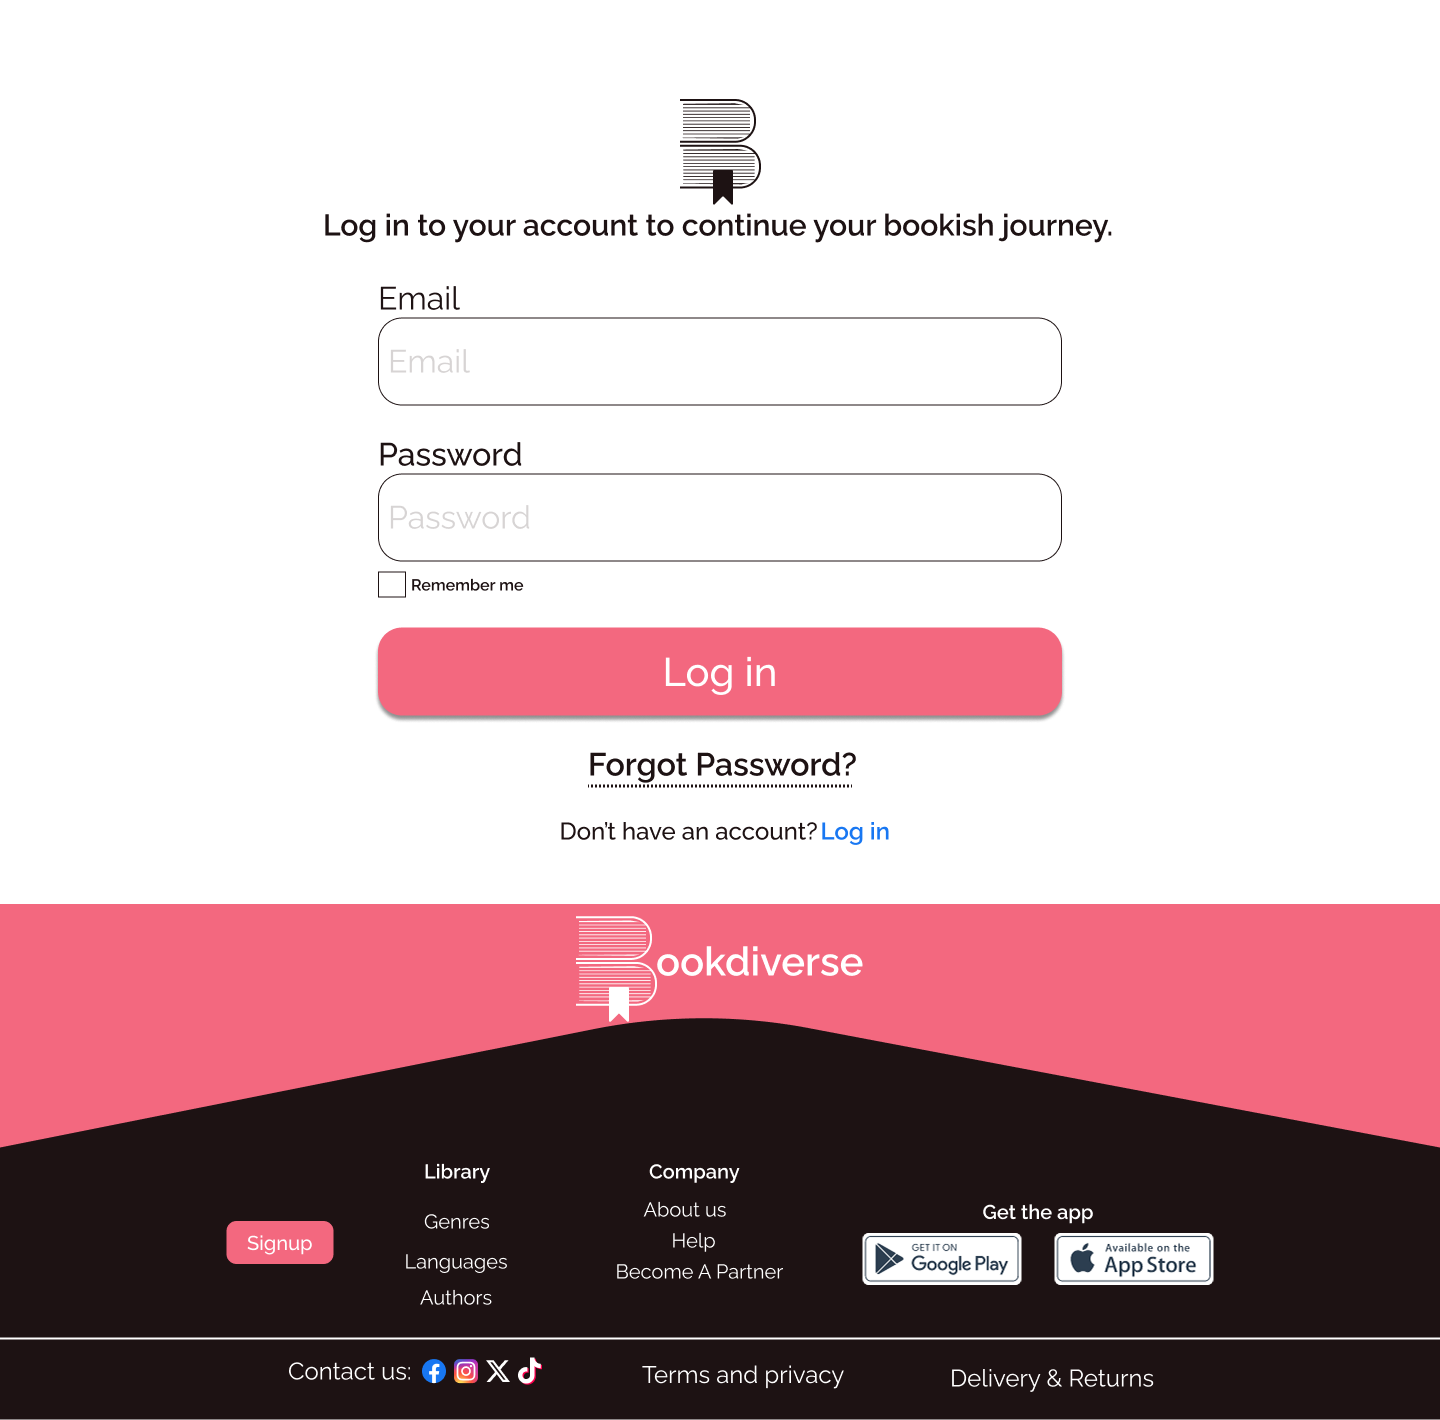 B
Log in to your account to continue your bookish journey.
Email
Email
Password
Password
Remember me
Log in
Forgot Password?
Don’t have an account? Log in
Bookdiverse
Library
Genres
Languages
Authors
Company
About us
Help
Become A Partner
Signup
Get the app
GET IT ON
Google Play
Available on the
App Store
Contact us:
Terms and privacy
Delivery & Returns